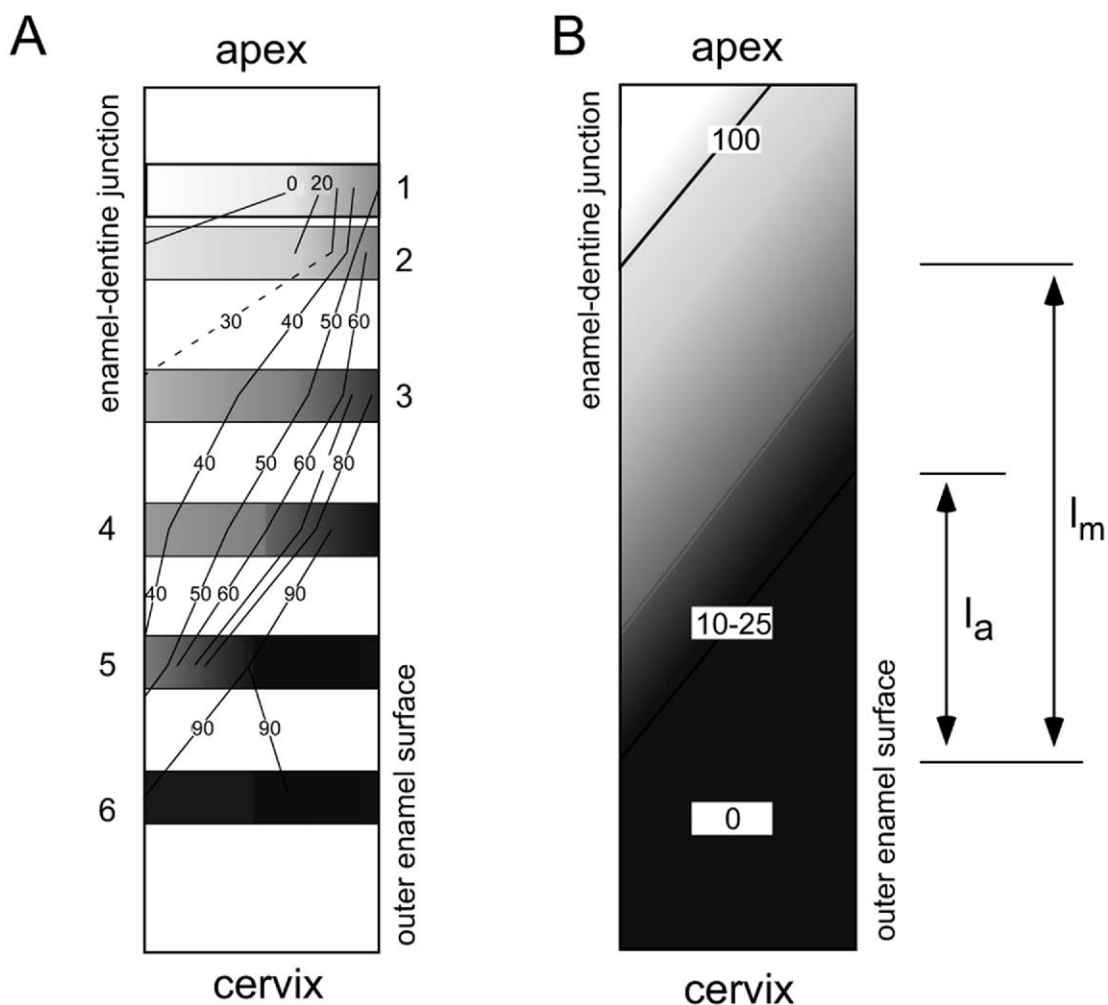 A
apex
enamel-dentine junction
0 20 1
2
30 40 50 60
3
40 50 60 80
4
40 50 60 90
5
90 90
6
outer enamel surface
cervix
B
apex
enamel-dentine junction
100
10-25
0
la
lm
outer enamel surface
cervix